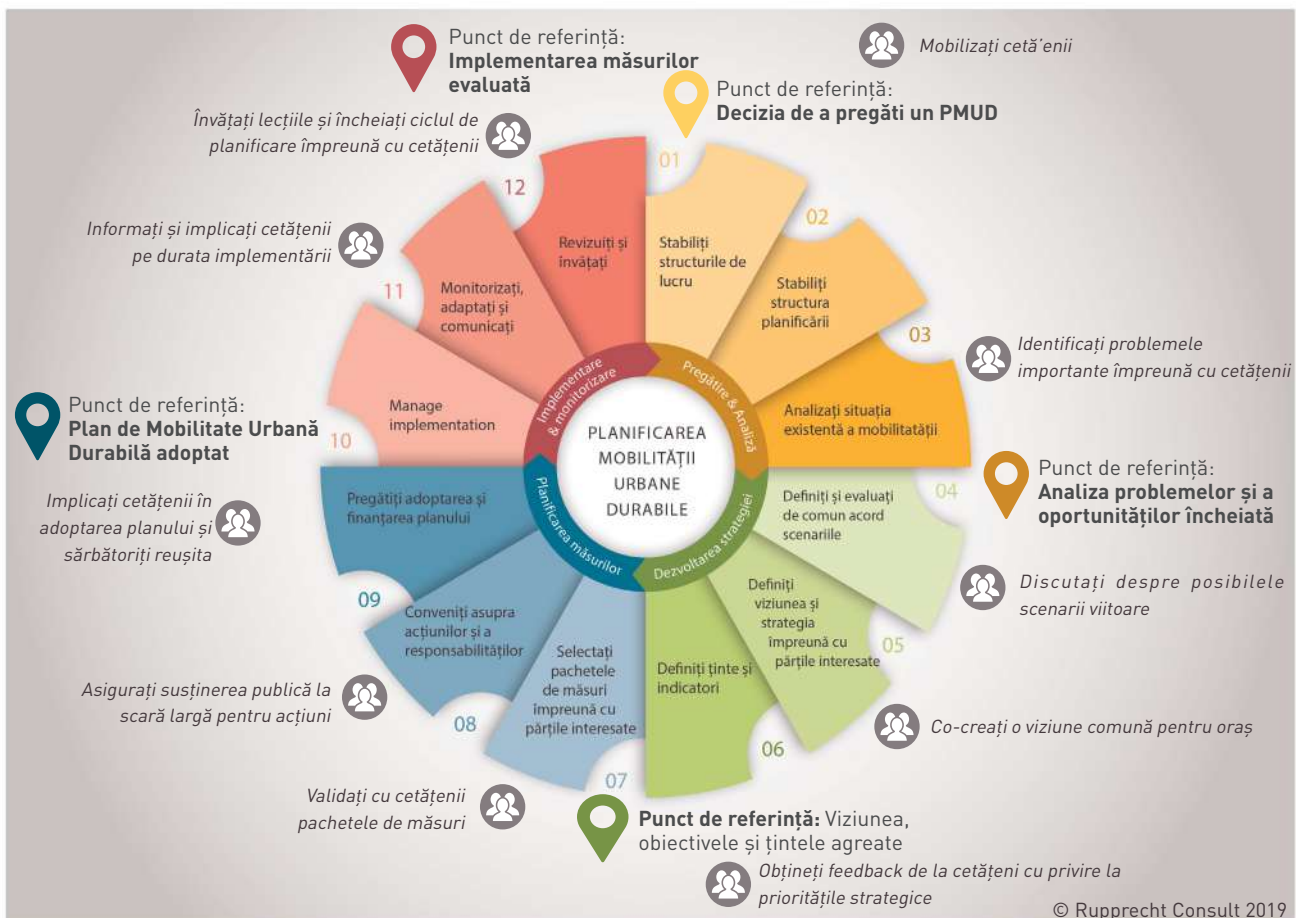 Punct de referință:
Implementarea măsurilor
evaluată
Mobilizați cetă'enii
Punct de referință:
Decizia de a pregăti un PMUD
Învățați lecțiile și încheiați ciclul de
planificare împreună cu cetățenii
Informați și implicați cetățenii
pe durata implementării
01
Stabiliți
structurile de
lucru
02
Stabiliți
structura
planificării
03
Analizați situația
existentă a mobilitatății
Identificați problemele
importante împreună cu cetățenii
Punct de referință:
Analiza problemelor și a
oportunităților încheiată
04
Definiți și evaluați
de comun acord
scenariile
Discutați despre posibilele
scenarii viitoare
05
Definiți
viziunea și
strategia
împreună cu
părțile interesate
Co-creați o viziune comună pentru oraș
06
Definiți ținte și
indicatori
Punct de referință: Viziunea,
obiectivele și țintele agreate
Obțineți feedback de la cetățeni cu privire la
prioritățile strategice
07
Selectați
pachetele
de măsuri
împreună cu
părțile interesate
Validați cu cetățenii
pachetele de măsuri
08
Conveniți asupra
acțiunilor și a
responsabilităților
Asigurați susținerea publică la
scară largă pentru acțiuni
09
Pregătiți adoptarea și
finanțarea planului
Implicați cetățenii în
adoptarea planului și
sărbătoriți reușita
Punct de referință:
Plan de Mobilitate Urbană
Durabilă adoptat
10
Manage
implementation
11
Monitorizați,
adaptați și
comunicați
12
Revizuiți și
învățați
Implementare
& monitorizare
Pregătire & Analiză
Dezvoltarea strategiei
Planificarea măsurilor
PLANIFICAREA
MOBILITĂȚII
URBANE
DURABILE
© Rupprecht Consult 2019